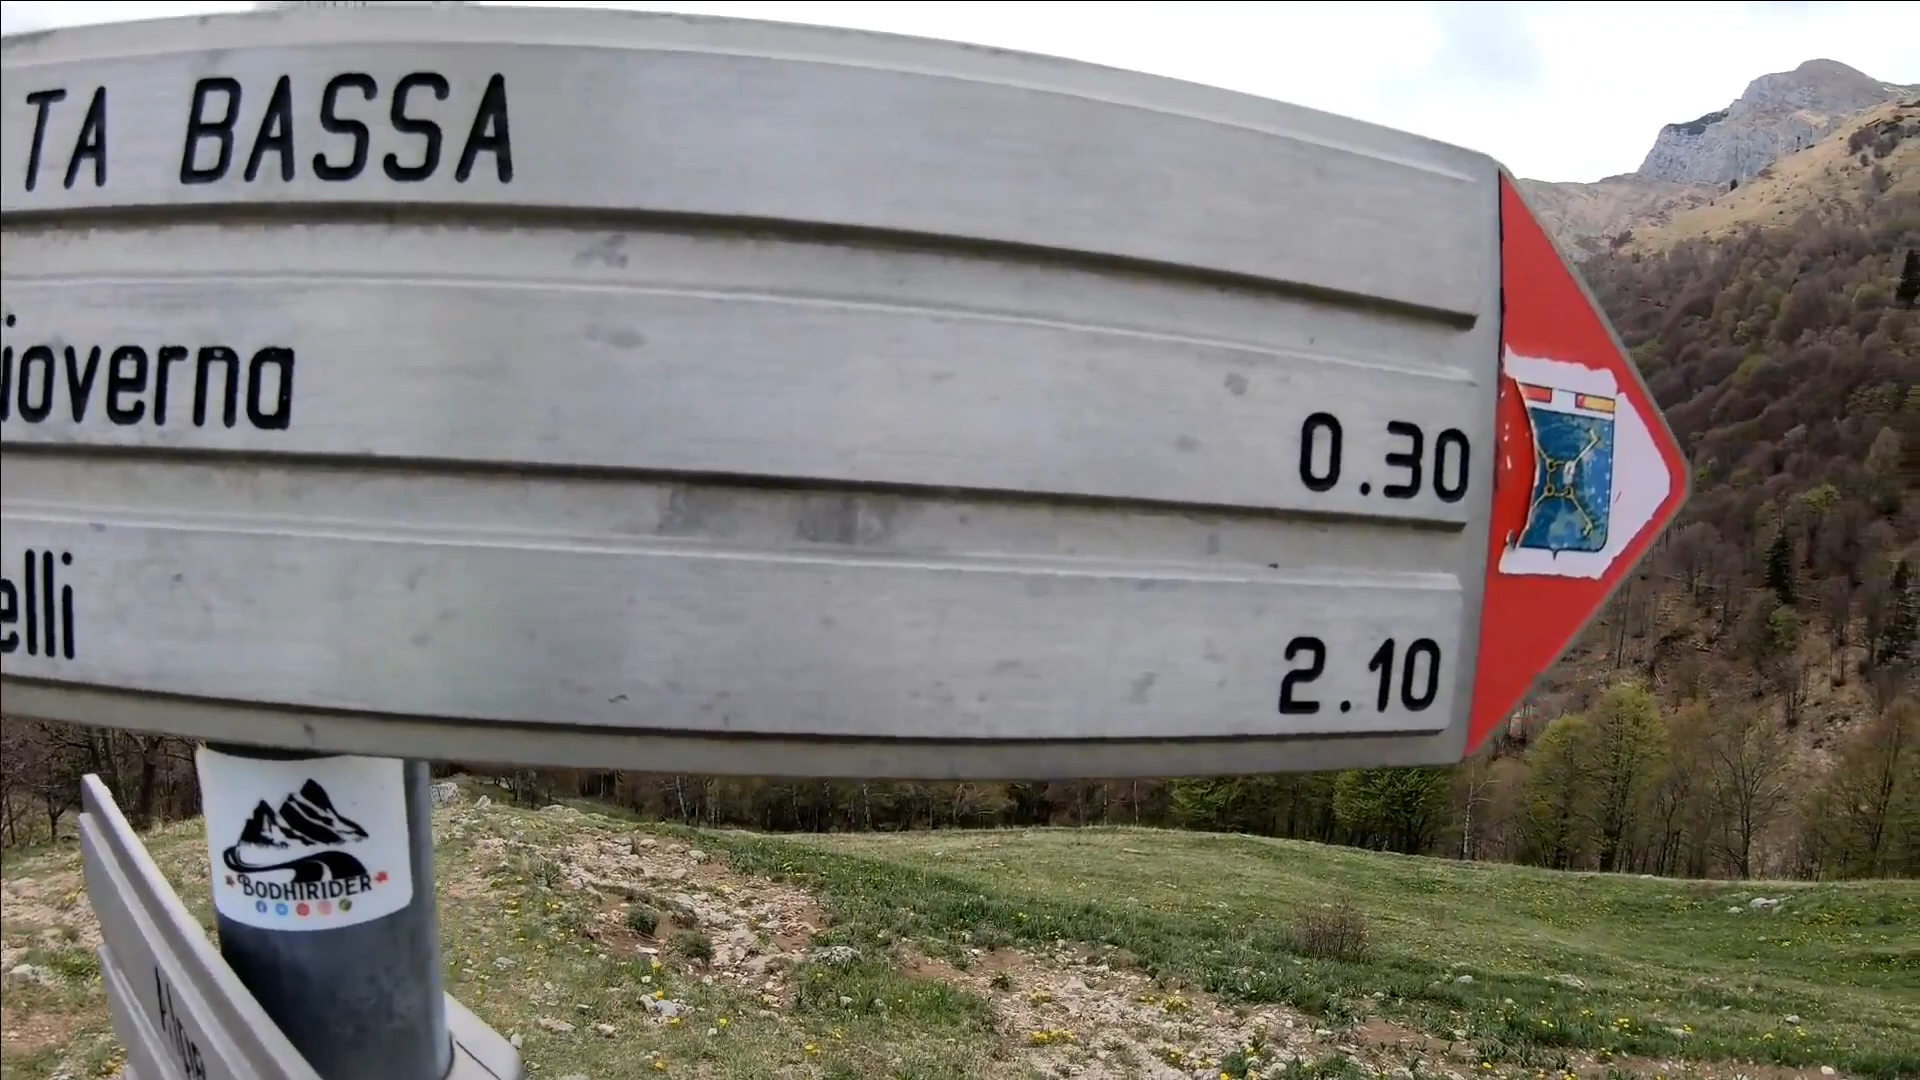 TA BASSA
ioverna
0.30
elli
2.10
BODHIRIDER